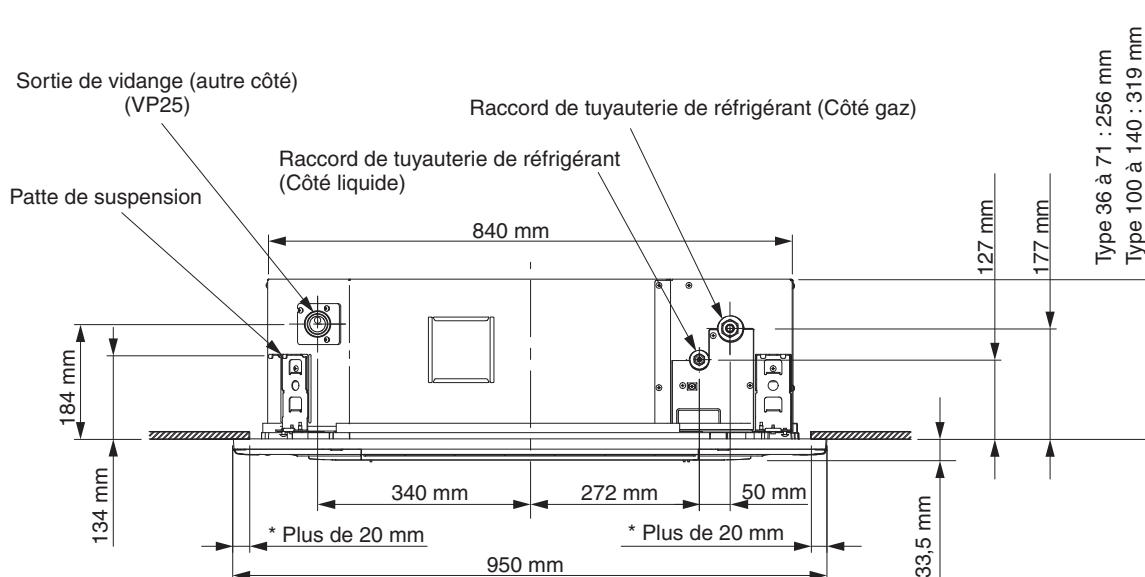 Sortie de vidange (autre côté)
(VP25)
Raccord de tuyauterie de réfrigérant (Côté gaz)
Raccord de tuyauterie de réfrigérant
(Côté liquide)
Patte de suspension
840 mm
Type 36 à 71 : 256 mm
Type 100 à 140 : 319 mm
127 mm
177 mm
184 mm
134 mm
340 mm
272 mm
50 mm
33,5 mm
* Plus de 20 mm
* Plus de 20 mm
950 mm